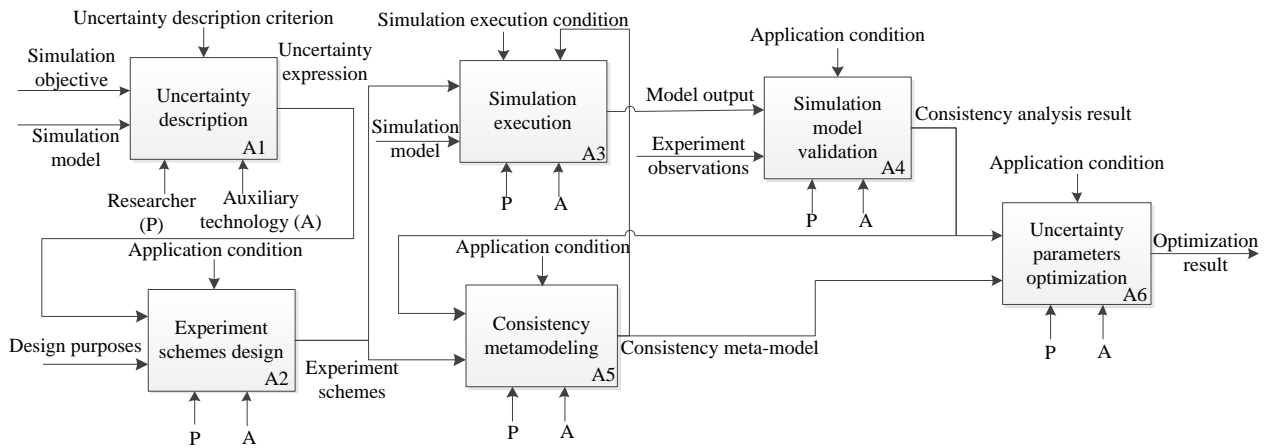 Uncertainty description criterion
Simulation
objective
Simulation
model
Uncertainty
description
A1
Researcher
(P)
Auxiliary
technology (A)
Uncertainty
expression
Application condition
Design purposes
Experiment
schemes design
A2
P
A
Experiment
schemes
Simulation execution condition
Simulation
model
Simulation
execution
A3
P
A
Model output
Experiment
observations
Application condition
Simulation
model
validation
A4
P
A
Consistency analysis result
Application condition
Consistency
metamodeling
A5
P
A
Consistency meta-model
Application condition
Uncertainty
parameters
optimization
A6
P
A
Optimization
result